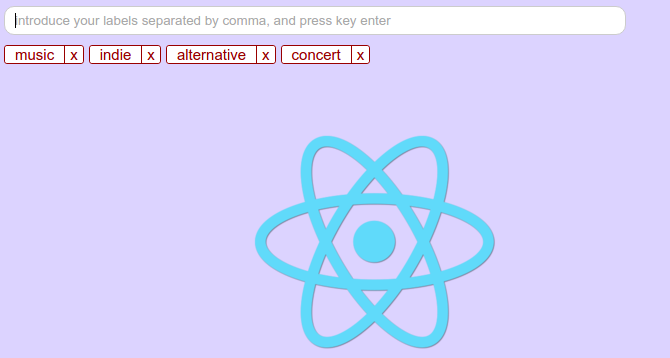 introduce your labels separated by comma, and press key enter
music x indie x alternative x concert x